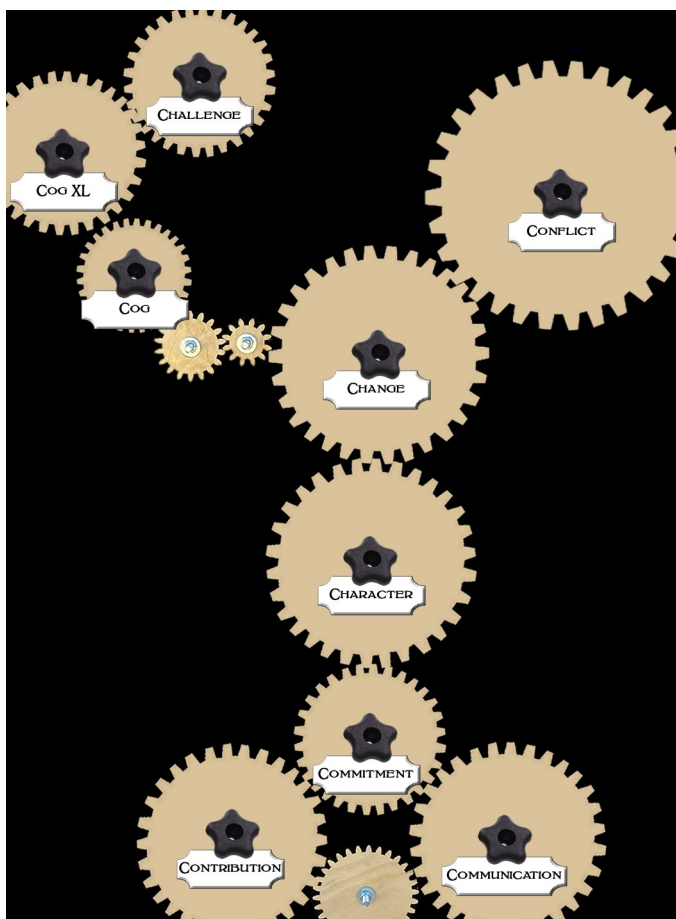 Challenge
Cog XL
Conflict
Cog
Change
Character
Commitment
Contribution
Communication